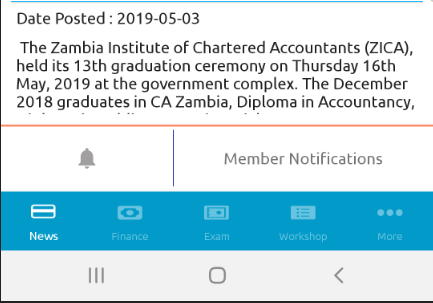 Date Posted : 2019-05-03
The Zambia Institute of Chartered Accountants (ZICA),
held its 13th graduation ceremony on Thursday 16th
May, 2019 at the government complex. The December
2018 graduates in CA Zambia, Diploma in Accountancy,
Member Notifications
News
Finance
Exam
Workshop
More